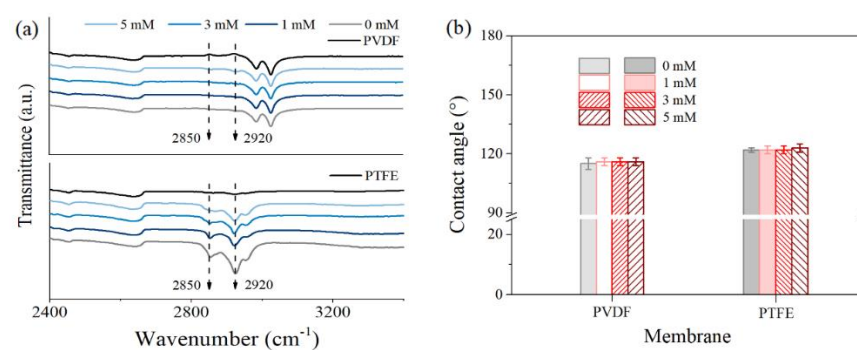 (a)
5 mM 3 mM 1 mM 0 mM
PVDF
2850 2920
PTFE
2850 2920
Transmittance (a.u.)
2400 2800 3200
Wavenumber (cm⁻¹)
(b)
180
150
120
90
20
0
Contact angle (°)
0 mM
1 mM
3 mM
5 mM
PVDF PTFE
Membrane